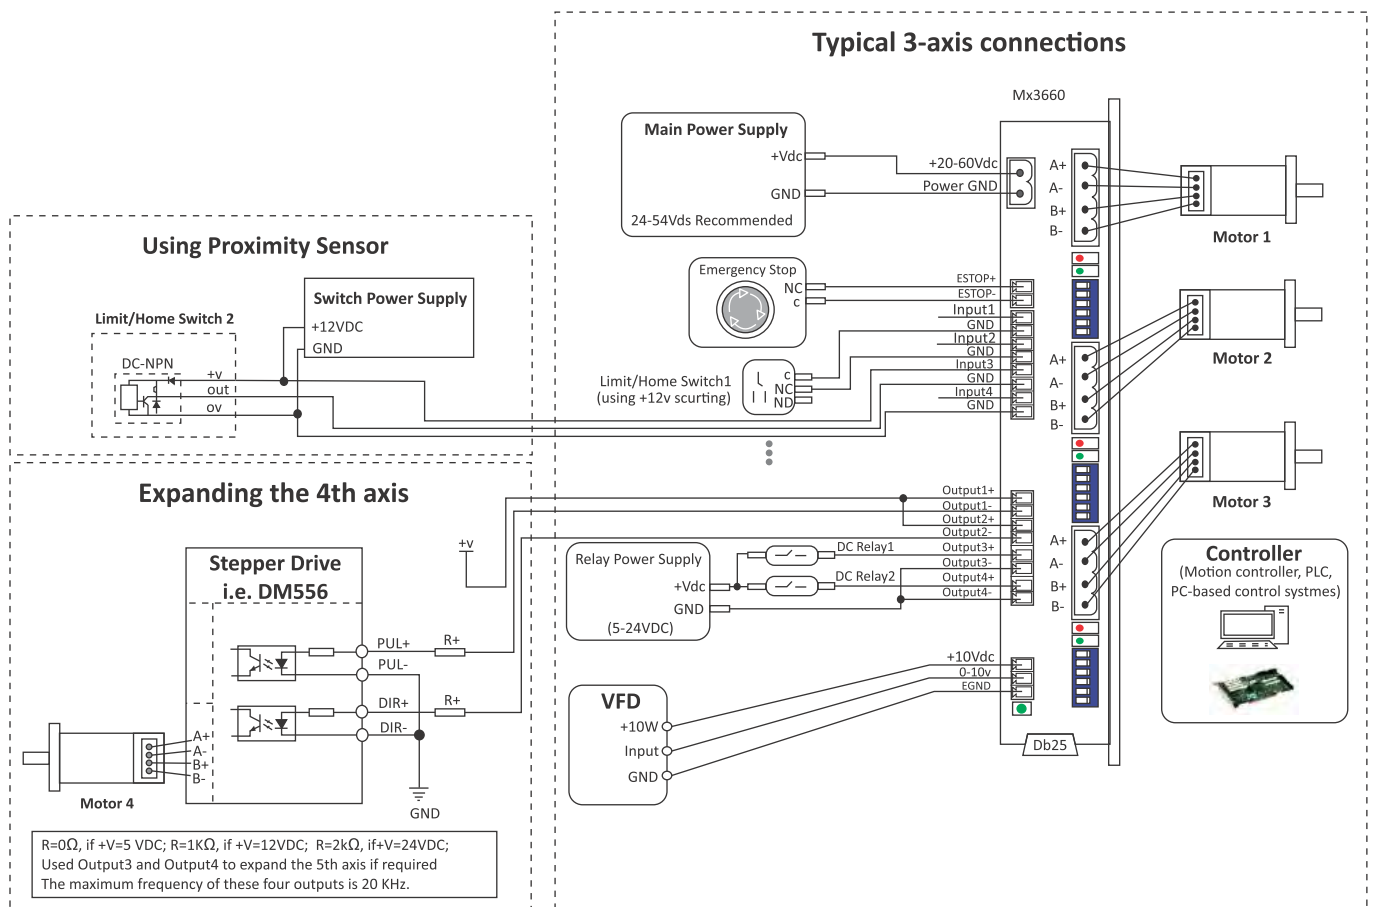 Typical 3-axis connections
Mx3660
Main Power Supply
+Vdc
GND
24-54Vds Recommended
+20-60Vdc
Power GND
A+
A-
B+
B-
Motor 1
Emergency Stop
NC
c
ESTOP+
ESTOP-
Input1
GND
Input2
GND
Input3
GND
Input4
GND
Limit/Home Switch1
(using +12v scurting)
c
NC
ND
A+
A-
B+
B-
Motor 2
Motor 3
Using Proximity Sensor
Switch Power Supply
+12VDC
GND
Limit/Home Switch 2
DC-NPN
+v
out
ov
Output1+
Output1-
Output2+
Output2-
Output3+
Output3-
Output4+
Output4-
DC Relay1
DC Relay2
Relay Power Supply
+Vdc
GND
(5-24VDC)
A+
A-
B+
B-
Controller
(Motion controller, PLC,
PC-based control systmes)
+10Vdc
0-10v
EGND
VFD
+10W
Input
GND
Db25
Expanding the 4th axis
+v
Stepper Drive
i.e. DM556
PUL+
R+
PUL-
DIR+
R+
DIR-
GND
A+
A-
B+
B-
Motor 4
R=0Ω, if +V=5 VDC; R=1KΩ, if +V=12VDC; R=2kΩ, if+V=24VDC;
Used Output3 and Output4 to expand the 5th axis if required
The maximum frequency of these four outputs is 20 KHz.